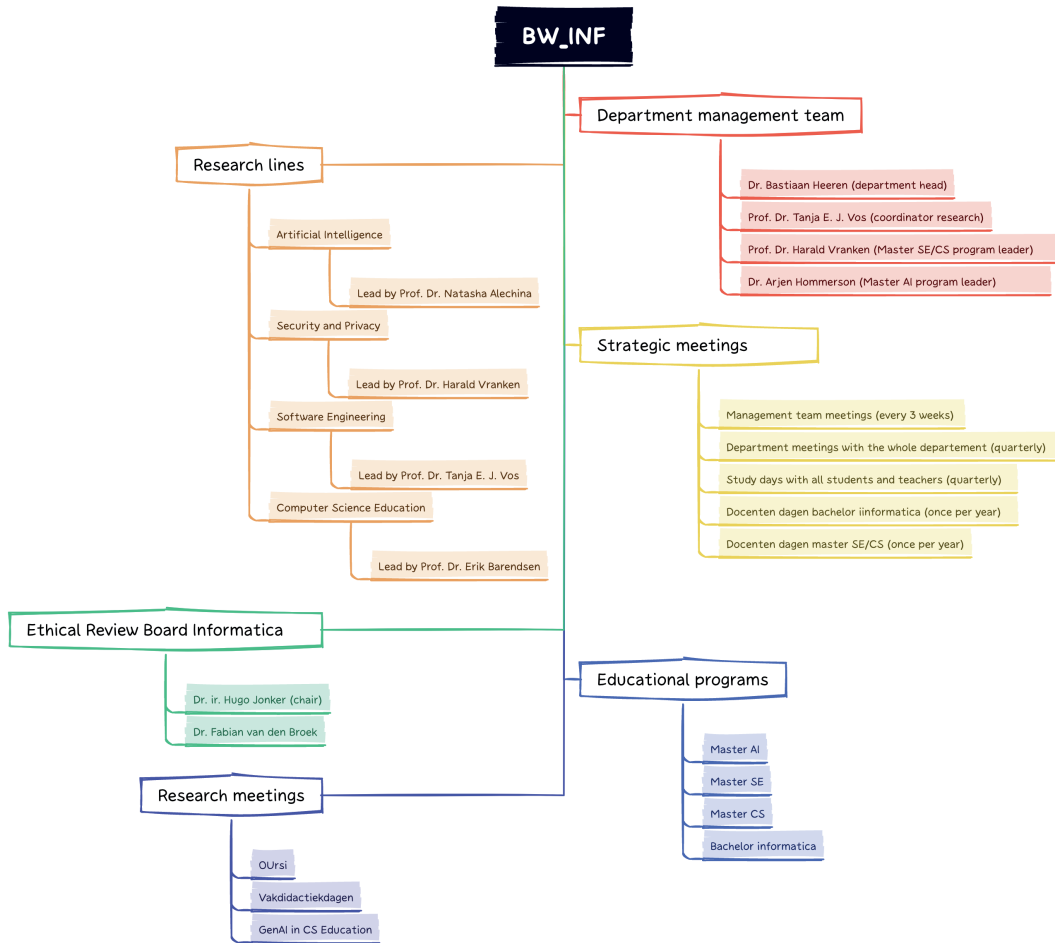 BW_INF
Department management team
Dr. Bastiaan Heeren (department head)
Prof. Dr. Tanja E. J. Vos (coordinator research)
Prof. Dr. Harald Vranken (Master SE/CS program leader)
Dr. Arjen Hommerson (Master AI program leader)
Research lines
Artificial Intelligence
Lead by Prof. Dr. Natasha Alechina
Security and Privacy
Lead by Prof. Dr. Harald Vranken
Software Engineering
Lead by Prof. Dr. Tanja E. J. Vos
Computer Science Education
Lead by Prof. Dr. Erik Barendsen
Strategic meetings
Management team meetings (every 3 weeks)
Department meetings with the whole departement (quarterly)
Study days with all students and teachers (quarterly)
Docenten dagen bachelor iinformatica (once per year)
Docenten dagen master SE/CS (once per year)
Ethical Review Board Informatica
Dr. ir. Hugo Jonker (chair)
Dr. Fabian van den Broek
Educational programs
Master AI
Master SE
Master CS
Bachelor informatica
Research meetings
OUrsi
Vakdidactiekdagen
GenAI in CS Education